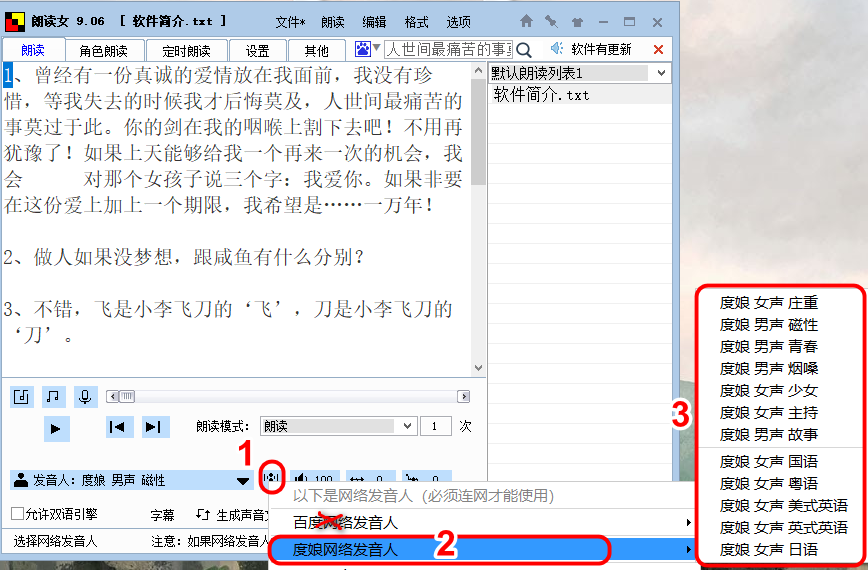 朗读女 9.06 [ 软件简介.txt ]
文件* 朗读 编辑 格式 选项
朗读 角色朗读 定时朗读 设置 其他
人世间最痛苦的事莫
软件有更新
1、曾经有一份真诚的爱情放在我面前，我没有珍
惜，等我失去的时候我才后悔莫及，人世间最痛苦的
事莫过于此。你的剑在我的咽喉上割下去吧！不用再
犹豫了！如果上天能够给我一个再来一次的机会，我
会 对那个女孩子说三个字：我爱你。如果非要
在这份爱上加上一个期限，我希望是……一万年！
2、做人如果没梦想，跟咸鱼有什么分别？
3、不错，飞是小李飞刀的‘飞’，刀是小李飞刀的
‘刀’。
默认朗读列表1
软件简介.txt
朗读模式： 朗读 1 次
1
发音人：度娘 男声 磁性
100 0 0
允许双语引擎 字幕 生成声音文
选择网络发音人 注意：如果网络发音人
以下是网络发音人（必须连网才能使用）
百度网络发音人
度娘网络发音人
2
3
度娘 女声 庄重
度娘 男声 磁性
度娘 男声 青春
度娘 男声 烟嗓
度娘 女声 少女
度娘 女声 主持
度娘 男声 故事
度娘 女声 国语
度娘 女声 粤语
度娘 女声 美式英语
度娘 女声 英式英语
度娘 女声 日语